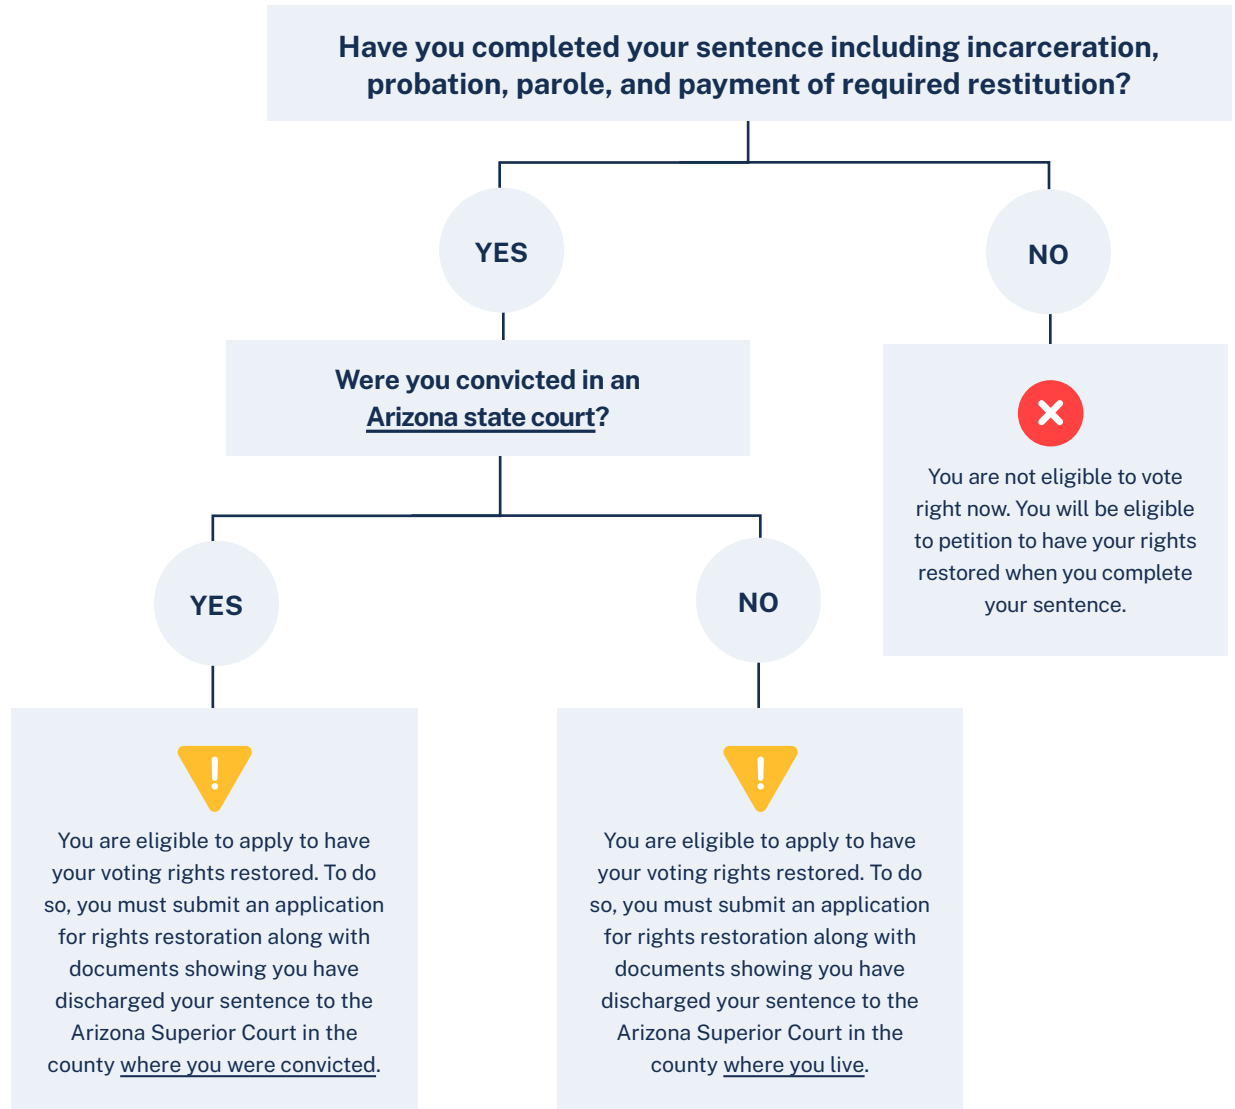 Have you completed your sentence including incarceration,
probation, parole, and payment of required restitution?
YES
NO
Were you convicted in an
Arizona state court?
You are not eligible to vote
right now. You will be eligible
to petition to have your rights
restored when you complete
your sentence.
YES
NO
!
You are eligible to apply to have
your voting rights restored. To do
so, you must submit an application
for rights restoration along with
documents showing you have
discharged your sentence to the
Arizona Superior Court in the
county where you were convicted.
!
You are eligible to apply to have
your voting rights restored. To do
so, you must submit an application
for rights restoration along with
documents showing you have
discharged your sentence to the
Arizona Superior Court in the
county where you live.